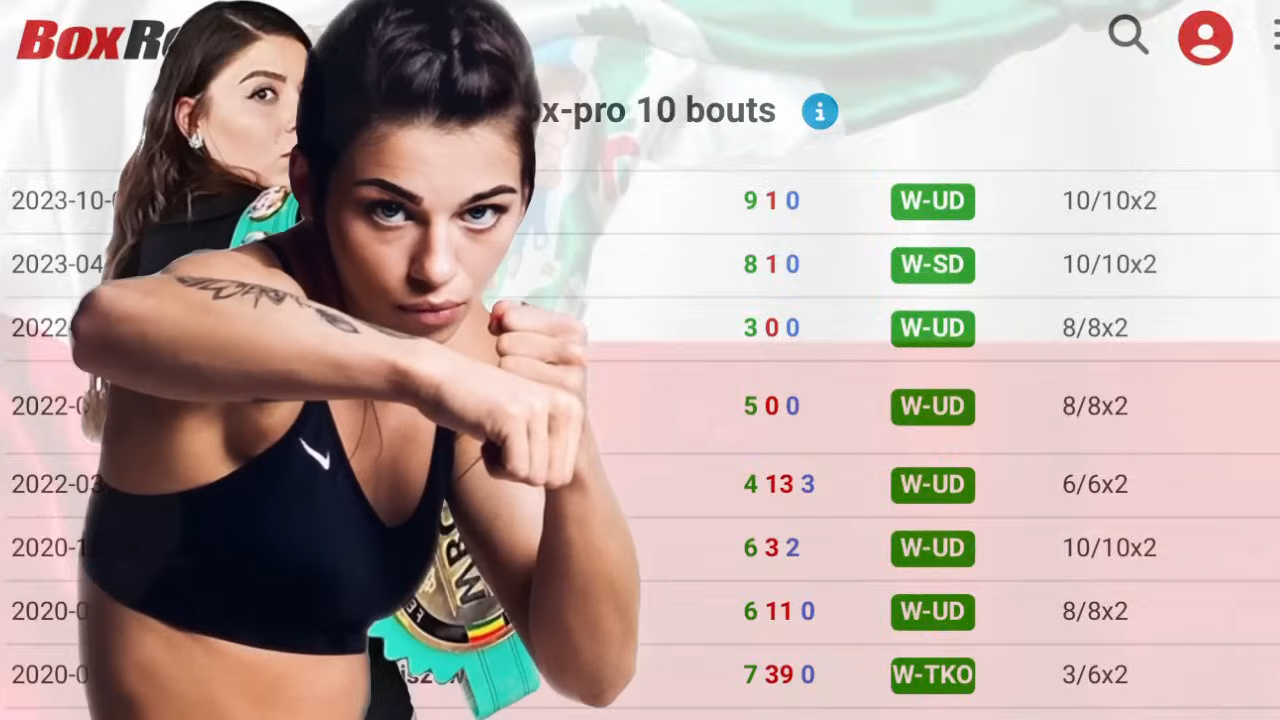 BoxRe
x-pro 10 bouts
2023-10- 9 1 0 W-UD 10/10x2
2023-04 8 1 0 W-SD 10/10x2
2022 3 0 0 W-UD 8/8x2
2022-0 5 0 0 W-UD 8/8x2
2022-03 4 13 3 W-UD 6/6x2
2020-1 6 3 2 W-UD 10/10x2
2020-0 6 11 0 W-UD 8/8x2
2020-0 7 39 0 W-TKO 3/6x2
WBC